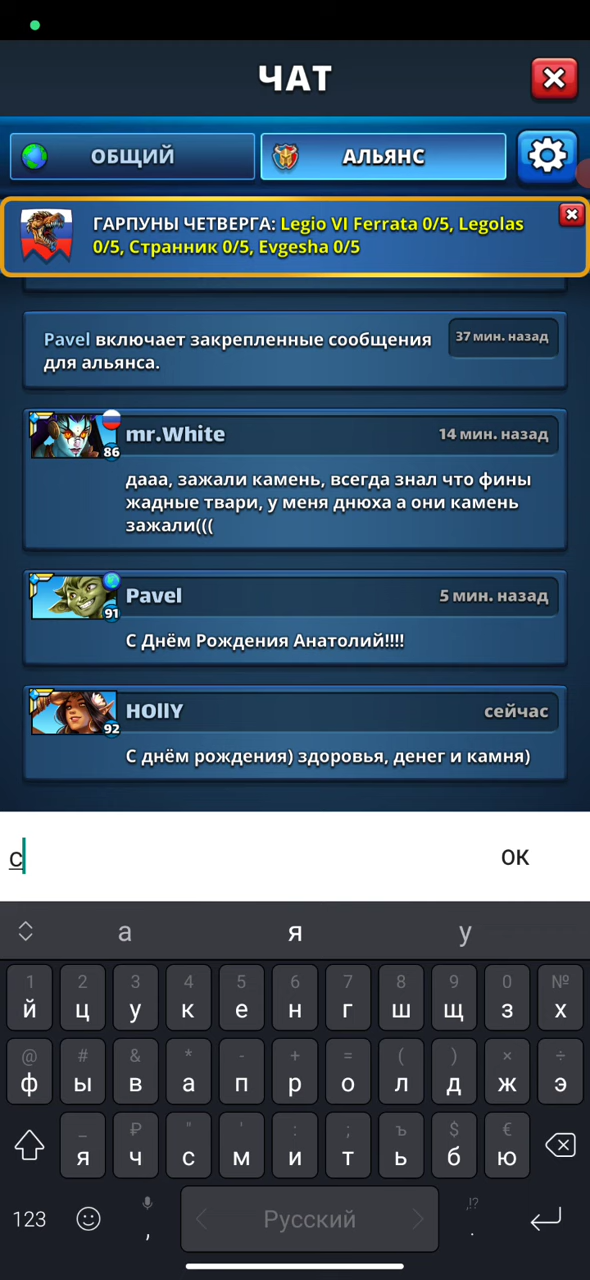 ЧАТ
ОБЩИЙ
АЛЬЯНС
ГАРПУНЫ ЧЕТВЕРГА: Legio VI Ferrata 0/5, Legolas
0/5, Странник 0/5, Evgesha 0/5
Pavel включает закрепленные сообщения
для альянса.
37 мин. назад
86
mr.White
14 мин. назад
дааа, зажали камень, всегда знал что фины
жадные твари, у меня днюха а они камень
зажали(((
91
Pavel
5 мин. назад
С Днём Рождения Анатолий!!!!
92
HOllY
сейчас
С днём рождения) здоровья, денег и камня)
с
ОК
а я у
1 2 3 4 5 6 7 8 9 0 №
й ц у к е н г ш щ з х
@ # & * - + = ( ) × ÷
ф ы в а п р о л д ж э
_ ₽ " ' : ; ъ $ €
я ч с м и т ь б ю
123 , Русский ,!? .